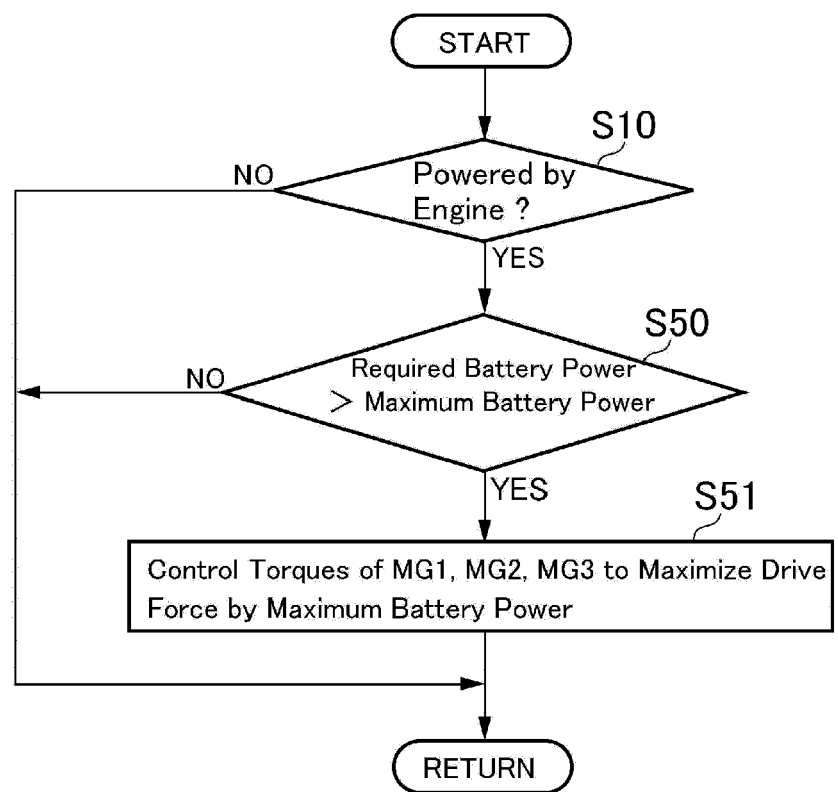 START
S10
NO
Powered by
Engine ?
YES
S50
NO
Required Battery Power
> Maximum Battery Power
YES
S51
Control Torques of MG1, MG2, MG3 to Maximize Drive
Force by Maximum Battery Power
RETURN